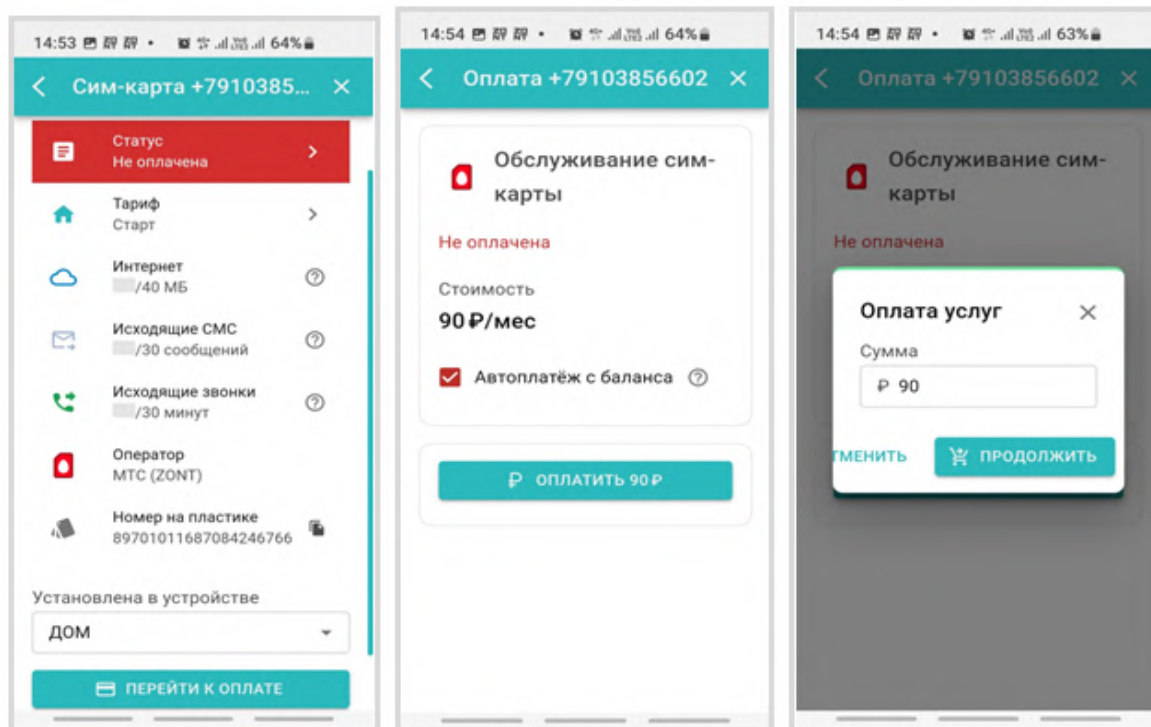 14:53
64%
Сим-карта +7910385...
Статус
Не оплачена
Тариф
Старт
Интернет
/40 МБ
Исходящие СМС
/30 сообщений
Исходящие звонки
/30 минут
Оператор
МТС (ZONT)
Номер на пластике
89701011687084246766
Установлена в устройстве
ДОМ
ПЕРЕЙТИ К ОПЛАТЕ
14:54
64%
Оплата +79103856602
Обслуживание сим-
карты
Не оплачена
Стоимость
90 ₽/мес
Автоплатёж с баланса
₽ ОПЛАТИТЬ 90 ₽
14:54
63%
Оплата +79103856602
Обслуживание сим-
карты
Не оплачена
Оплата услуг
Сумма
₽ 90
ТМЕНИТЬ
ПРОДОЛЖИТЬ